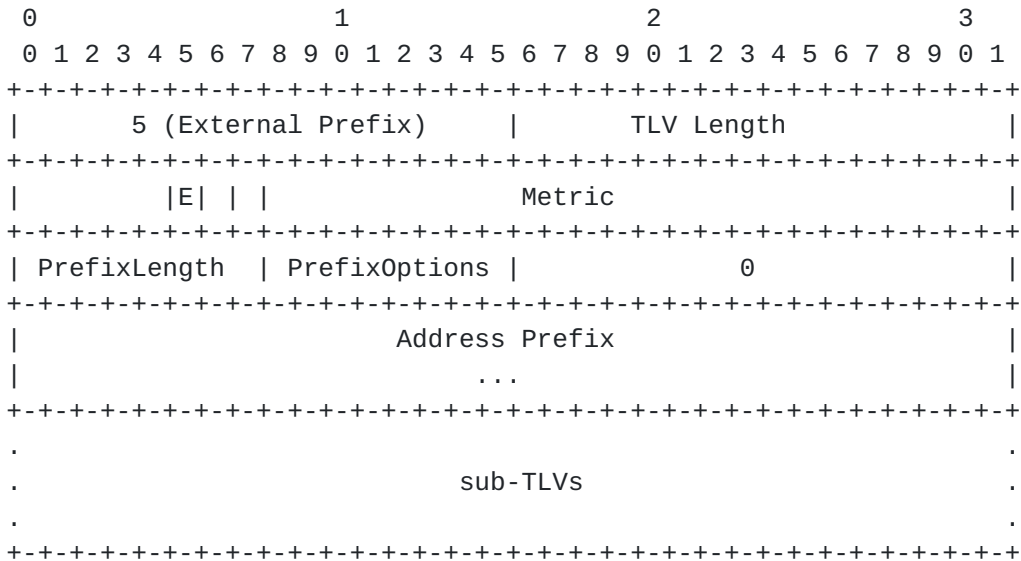 0                   1                   2                   3
 0 1 2 3 4 5 6 7 8 9 0 1 2 3 4 5 6 7 8 9 0 1 2 3 4 5 6 7 8 9 0 1
+-+-+-+-+-+-+-+-+-+-+-+-+-+-+-+-+-+-+-+-+-+-+-+-+-+-+-+-+-+-+-+-+
|       5 (External Prefix)     |       TLV Length              |
+-+-+-+-+-+-+-+-+-+-+-+-+-+-+-+-+-+-+-+-+-+-+-+-+-+-+-+-+-+-+-+-+
|         |E| | |                Metric                         |
+-+-+-+-+-+-+-+-+-+-+-+-+-+-+-+-+-+-+-+-+-+-+-+-+-+-+-+-+-+-+-+-+
| PrefixLength  | PrefixOptions |              0                |
+-+-+-+-+-+-+-+-+-+-+-+-+-+-+-+-+-+-+-+-+-+-+-+-+-+-+-+-+-+-+-+-+
|                        Address Prefix                         |
|                             ...                               |
+-+-+-+-+-+-+-+-+-+-+-+-+-+-+-+-+-+-+-+-+-+-+-+-+-+-+-+-+-+-+-+-+
.                                                               .
.                            sub-TLVs                           .
.                                                               .
+-+-+-+-+-+-+-+-+-+-+-+-+-+-+-+-+-+-+-+-+-+-+-+-+-+-+-+-+-+-+-+-+